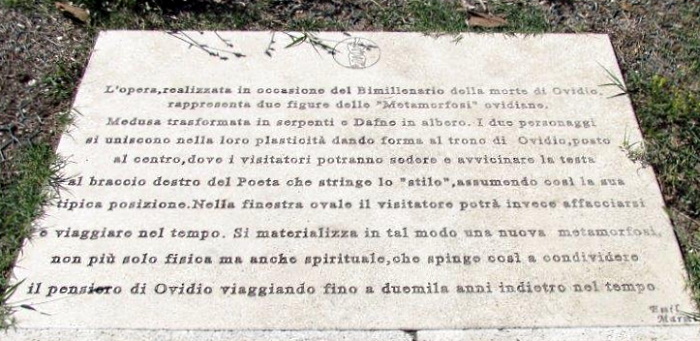 L'opera,realizzata in occasione del Bimillenario della morte di Ovidio,
rappresenta due figure delle "Metamorfosi" ovidiane,
Medusa trasformata in serpenti e Dafne in albero. I due personaggi
si uniscono nella loro plasticità dando forma al trono di Ovidio,posto
al centro,dove i visitatori potranno sedere e avvicinare la testa
al braccio destro del Poeta che stringe lo "stilo",assumendo così la sua
tipica posizione.Nella finestra ovale il visitatore potrà invece affacciarsi
e viaggiare nel tempo. Si materializza in tal modo una nuova metamorfosi,
non più solo fisica ma anche spirituale,che spinge così a condividere
il pensiero di Ovidio viaggiando fino a duemila anni indietro nel tempo